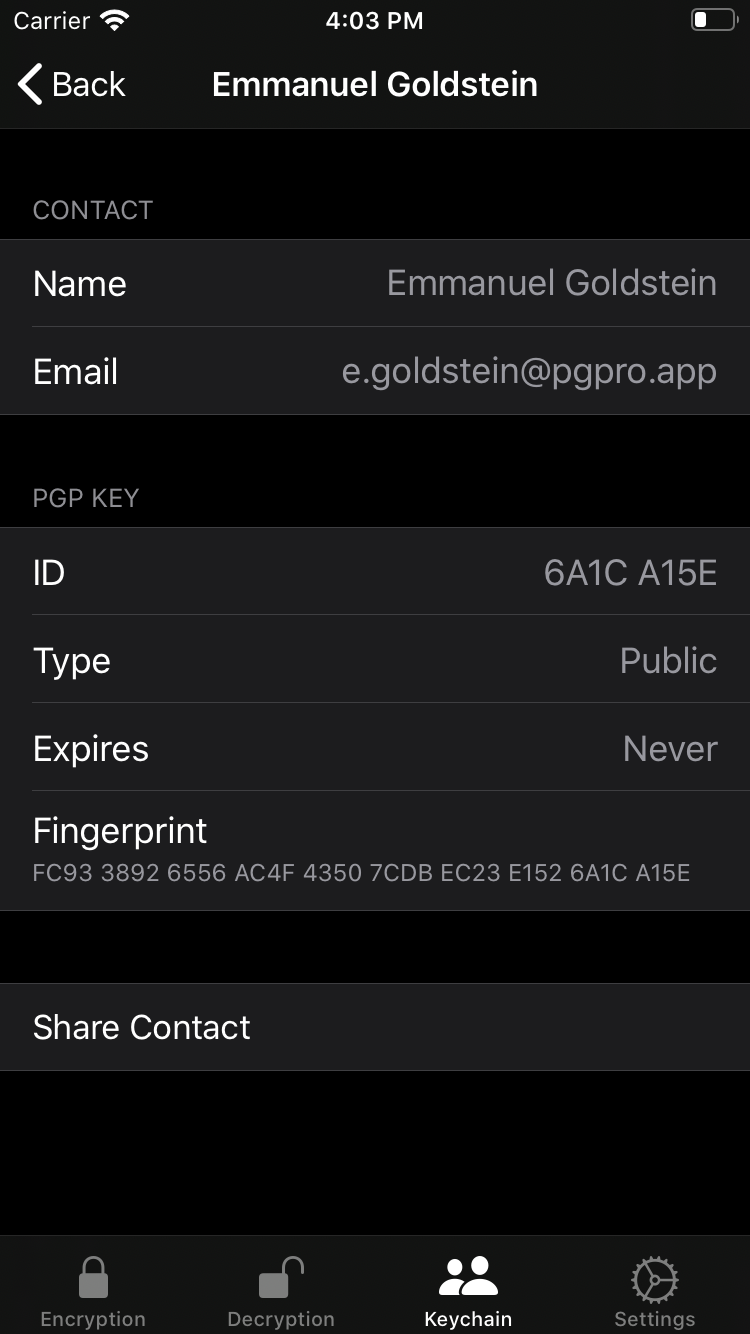 Carrier 4:03 PM
Back Emmanuel Goldstein
CONTACT
Name Emmanuel Goldstein
Email e.goldstein@pgpro.app
PGP KEY
ID 6A1C A15E
Type Public
Expires Never
Fingerprint
FC93 3892 6556 AC4F 4350 7CDB EC23 E152 6A1C A15E
Share Contact
Encryption Decryption Keychain Settings